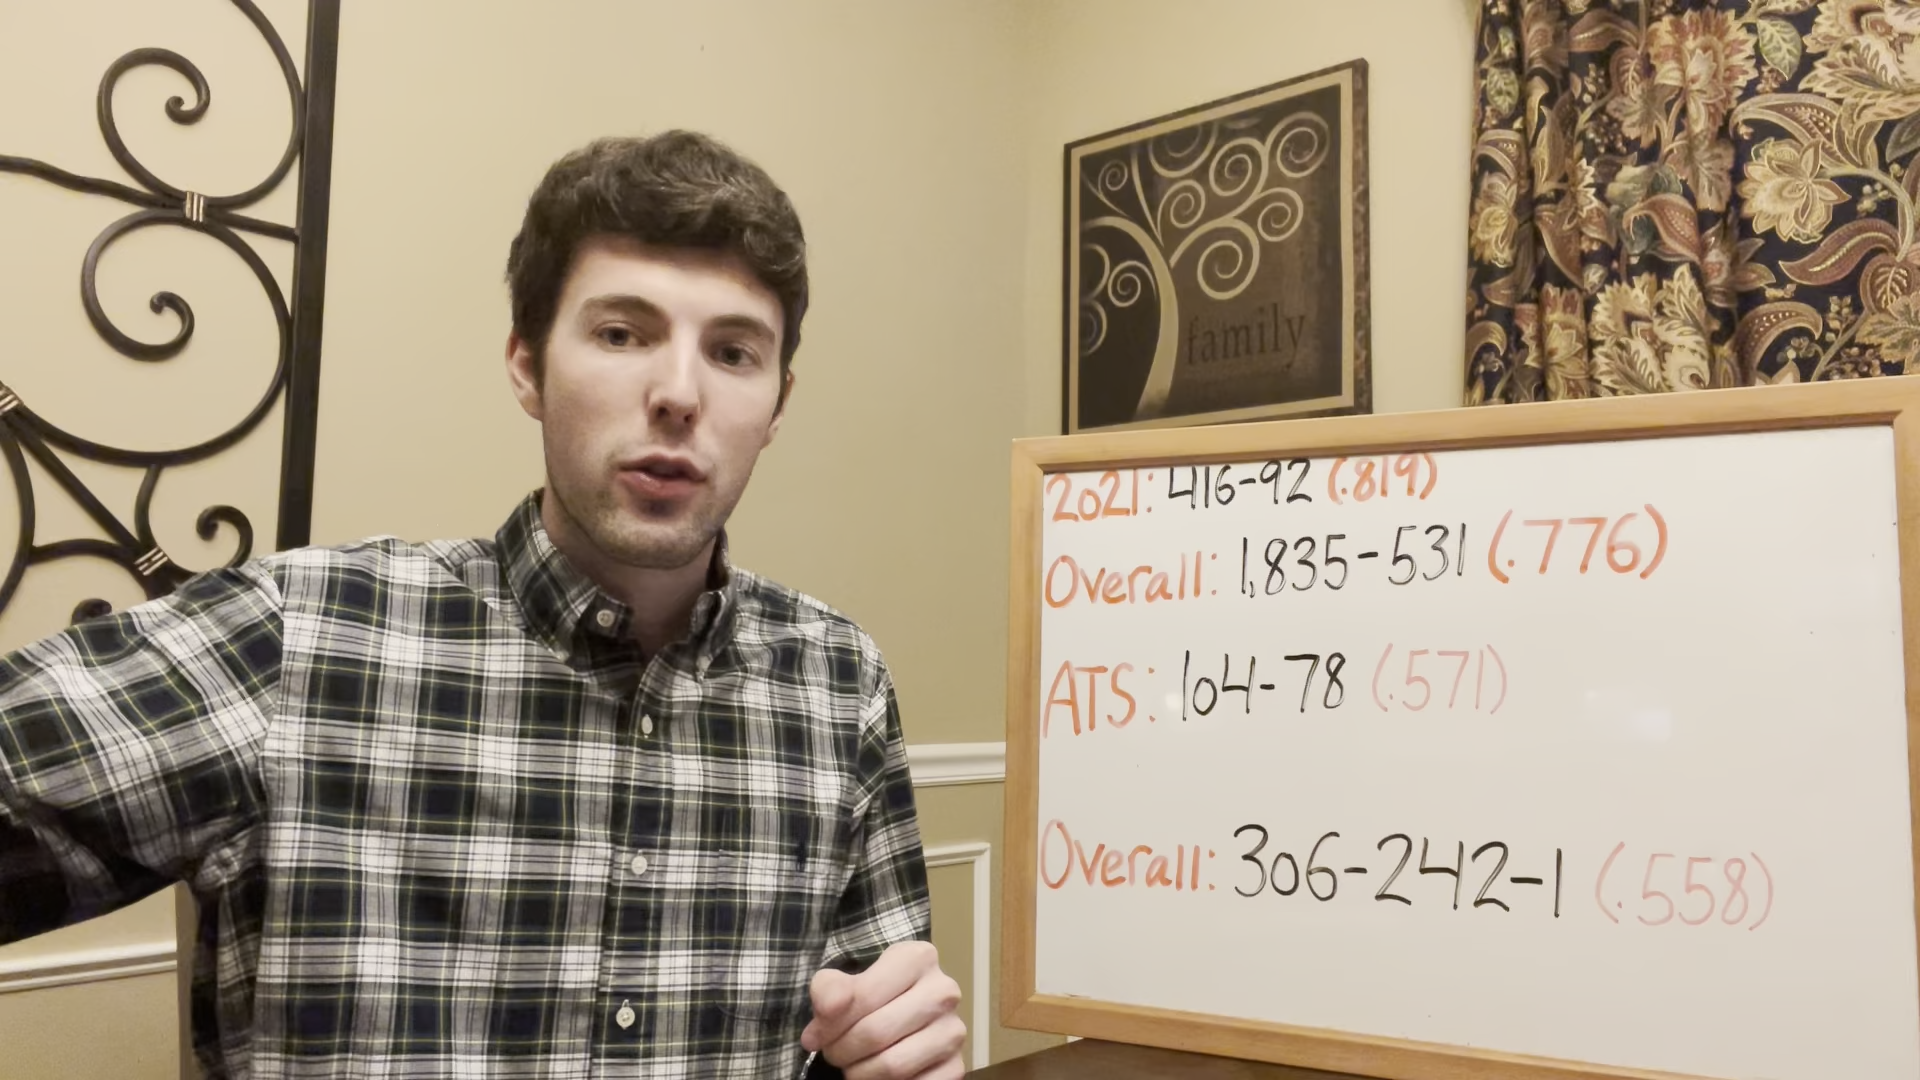 family
2021: 416-92 (.819)
Overall: 1,835-531 (.776)
ATS: 104-78 (.571)
Overall: 306-242-1 (.558)